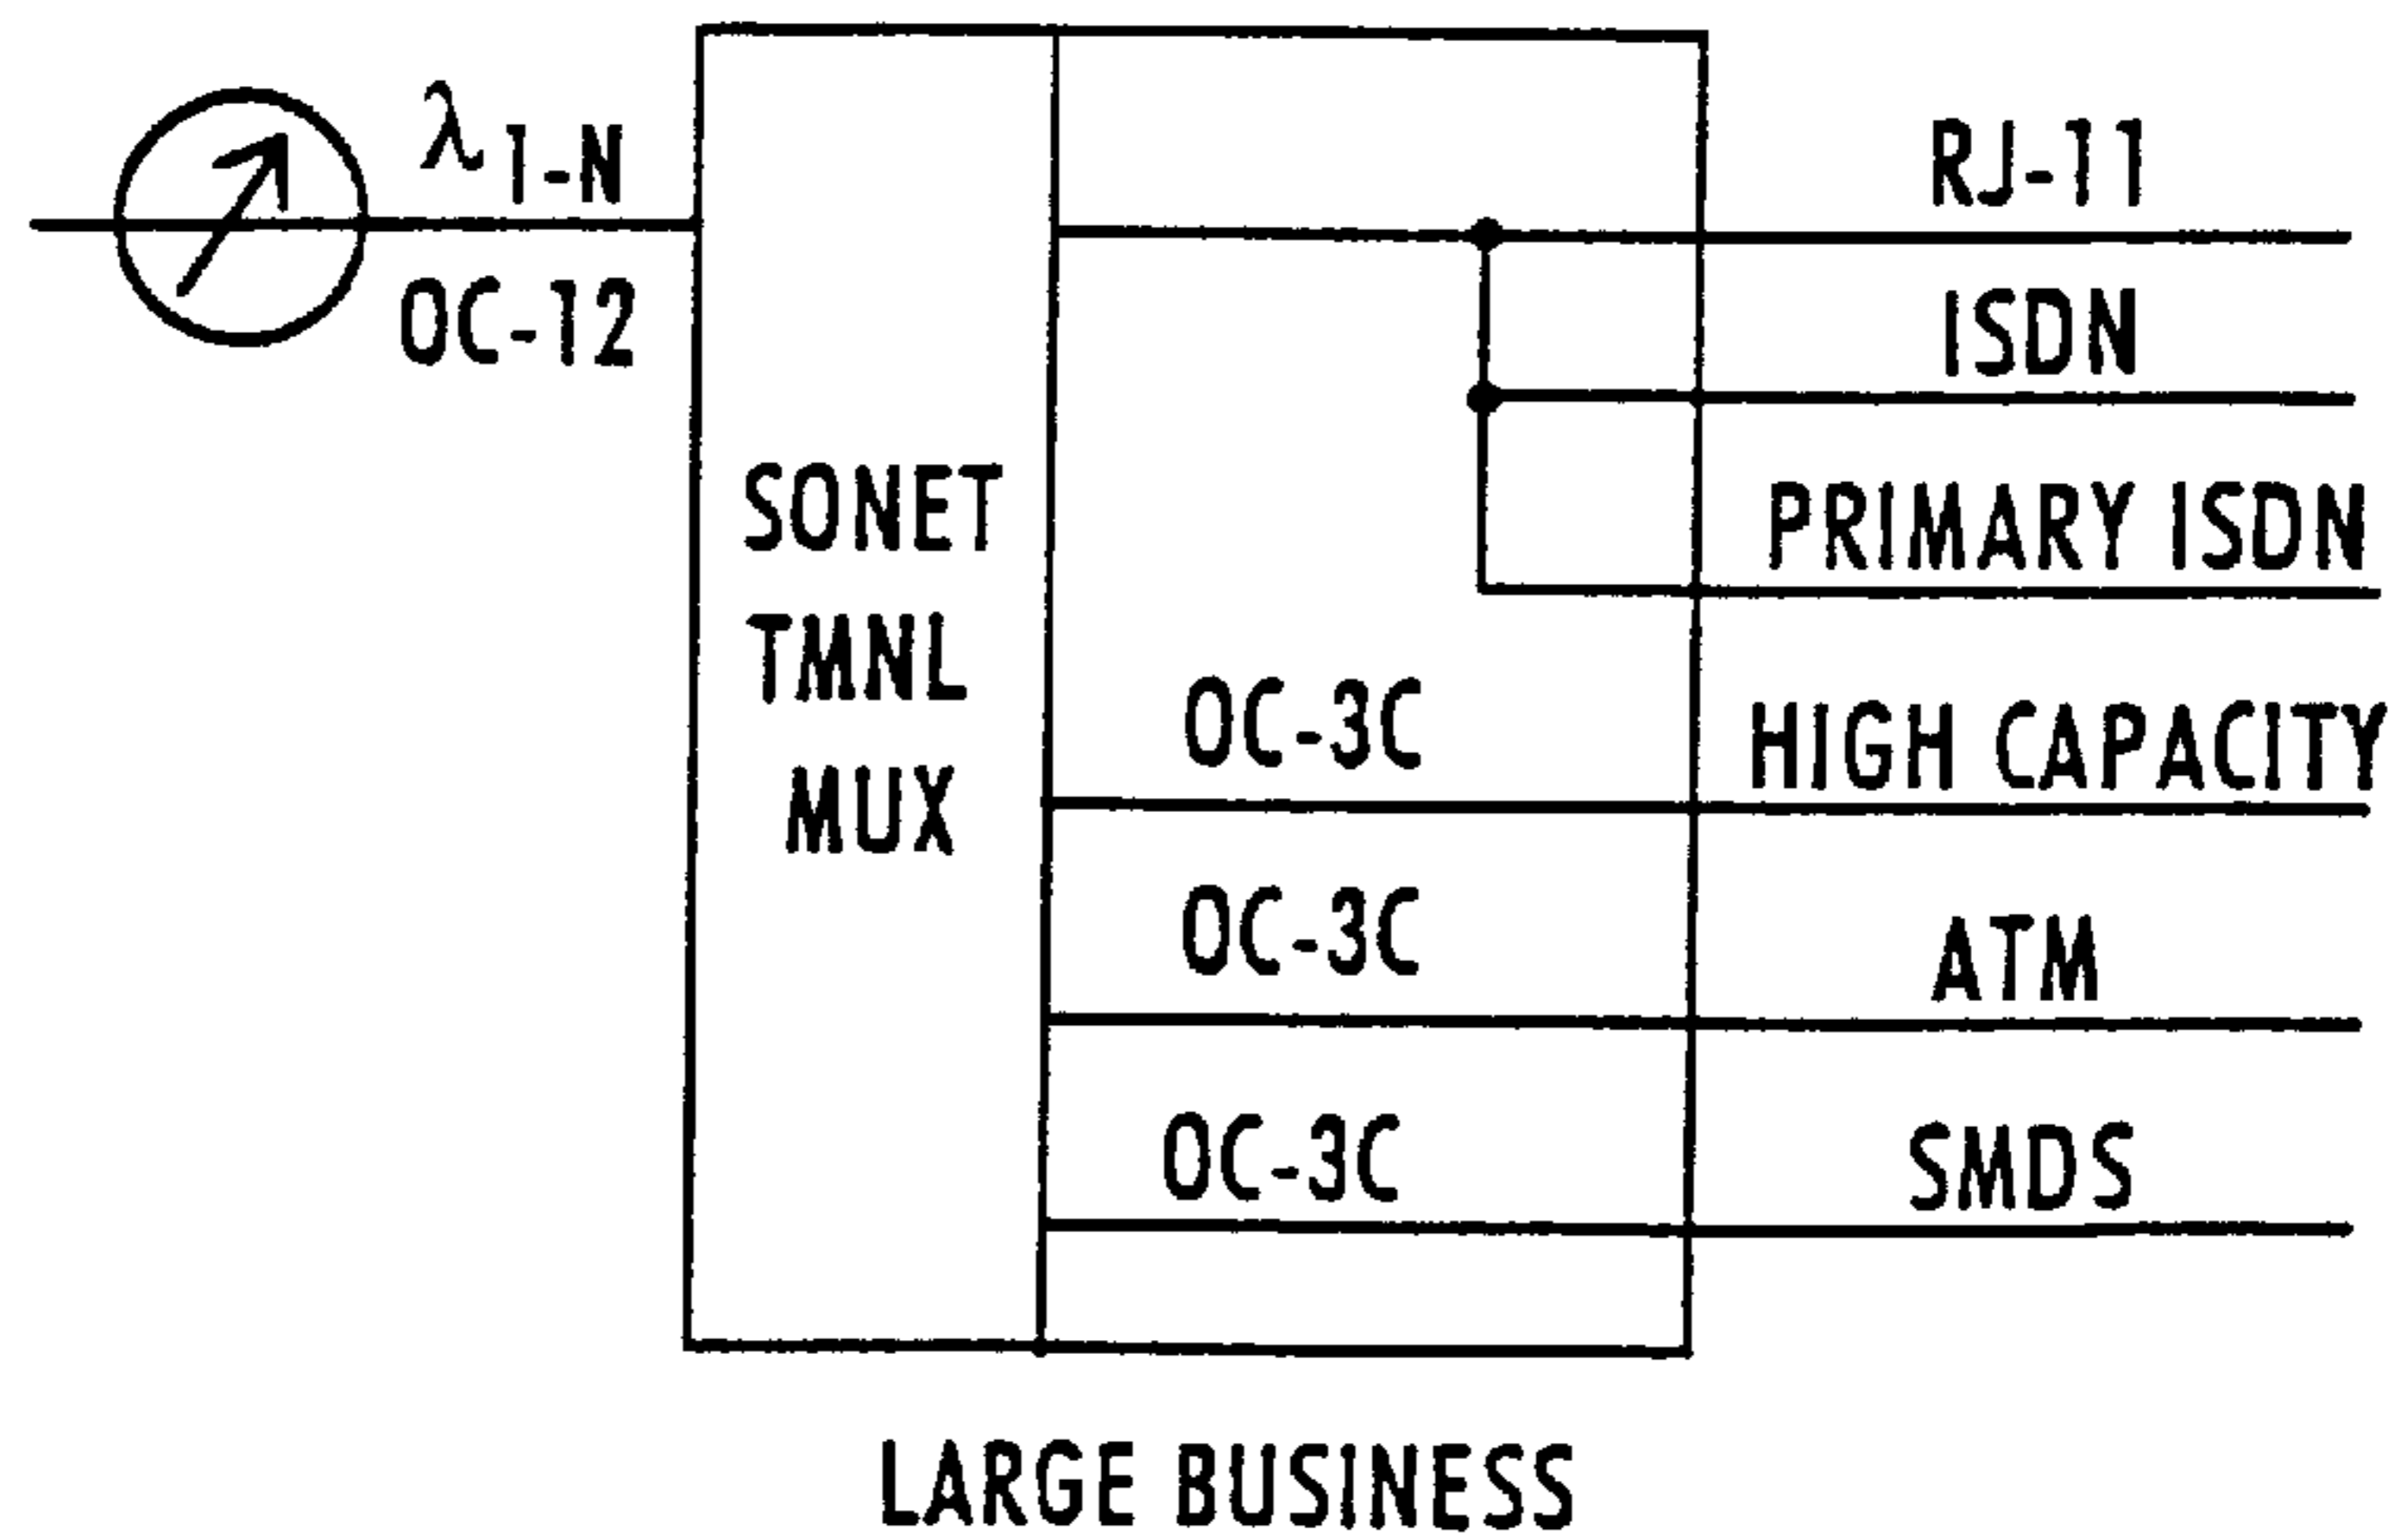 λ 1-N
OC-12
SONET
TMNL
MUX
RJ-11
ISDN
PRIMARY ISDN
OC-3C
HIGH CAPACITY
OC-3C
ATM
OC-3C
SMDS
LARGE BUSINESS